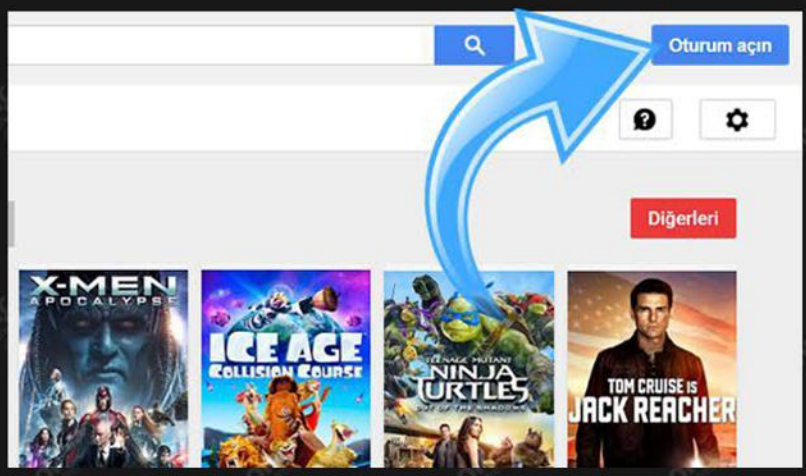 Oturum açın
Diğerleri
X-MEN
APOCALYPSE
ICE AGE
COLLISION COURSE
TEENAGE MUTANT
NINJA
TURTLES
OUT OF THE SHADOWS
TOM CRUISE IS
JACK REACHER